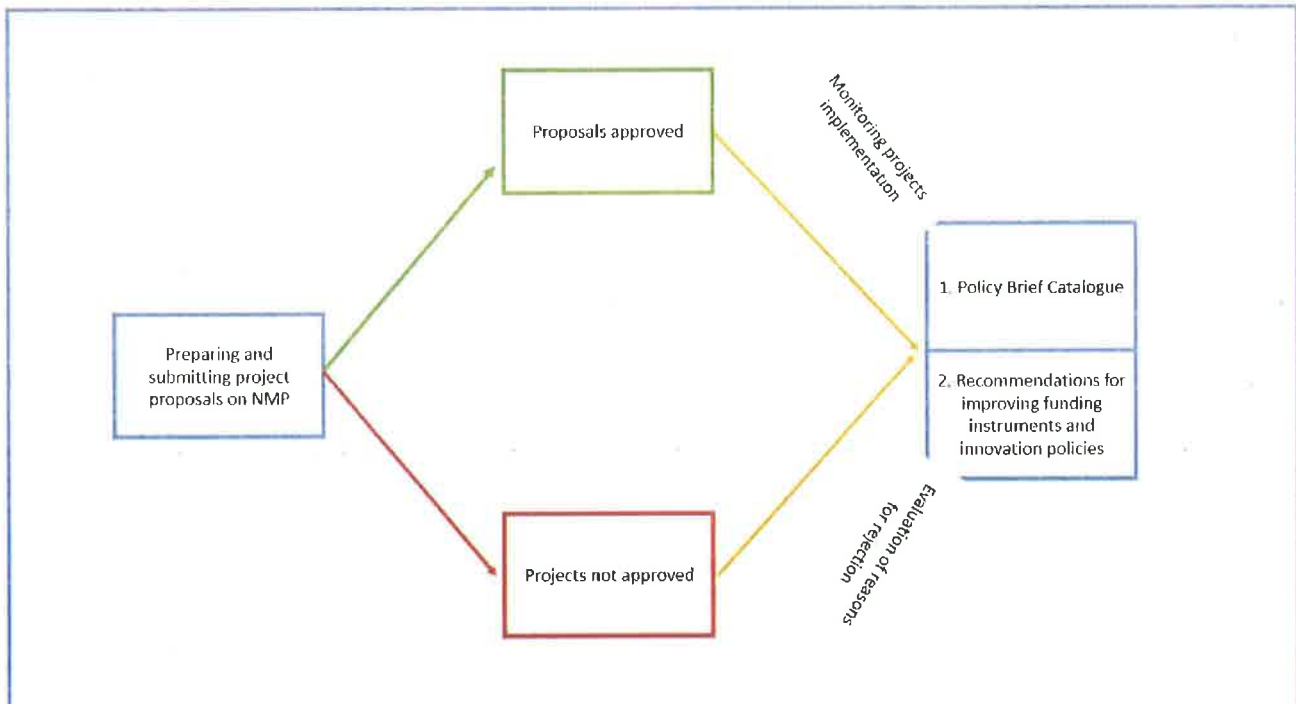 Proposals approved
Monitoring projects
implementation
1. Policy Brief Catalogue
Preparing and
submitting project
proposals on NMP
2. Recommendations for
improving funding
instruments and
innovation policies
Evaluation of reasons
for rejection
Projects not approved